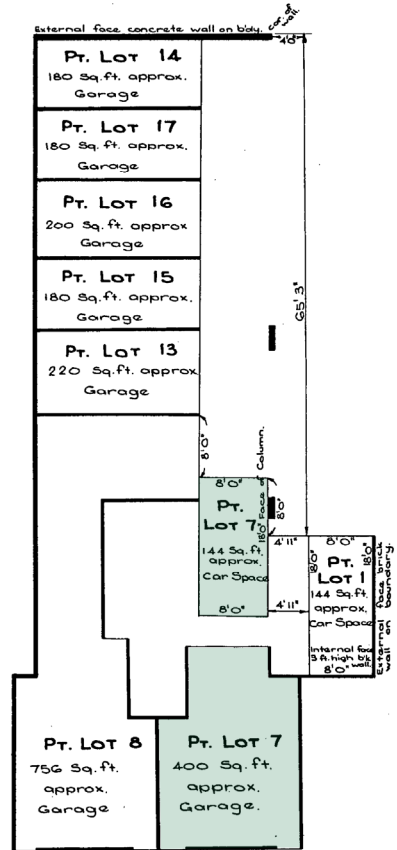 External face concrete wall on bdy.
cor. of
wall.
4'0"
PT. LOT 14
180 Sq.ft. approx.
Garage
PT. LOT 17
180 Sq. ft. approx.
Garage
PT. LOT 16
200 Sq.ft. approx
Garage
PT. LOT 15
180 Sq.ft. approx.
Garage
PT. LOT 13
220 Sq.ft. approx
Garage
65' 3"
8'0"
8'0"
Face of Column.
8'0"
18'0"
PT.
LOT 7
144 Sq.ft.
approx.
Car Space
8'0"
4'11"
4'11"
8'0"
18'0"
18'0"
PT.
LOT 1
144 Sq.ft.
approx.
Car Space
Internal face
3 ft. high b'k
wall.
8'0"
External face brick
wall on boundary.
PT. LOT 8
756 Sq.ft.
approx.
Garage
PT. LOT 7
400 Sq. ft.
approx.
Garage.